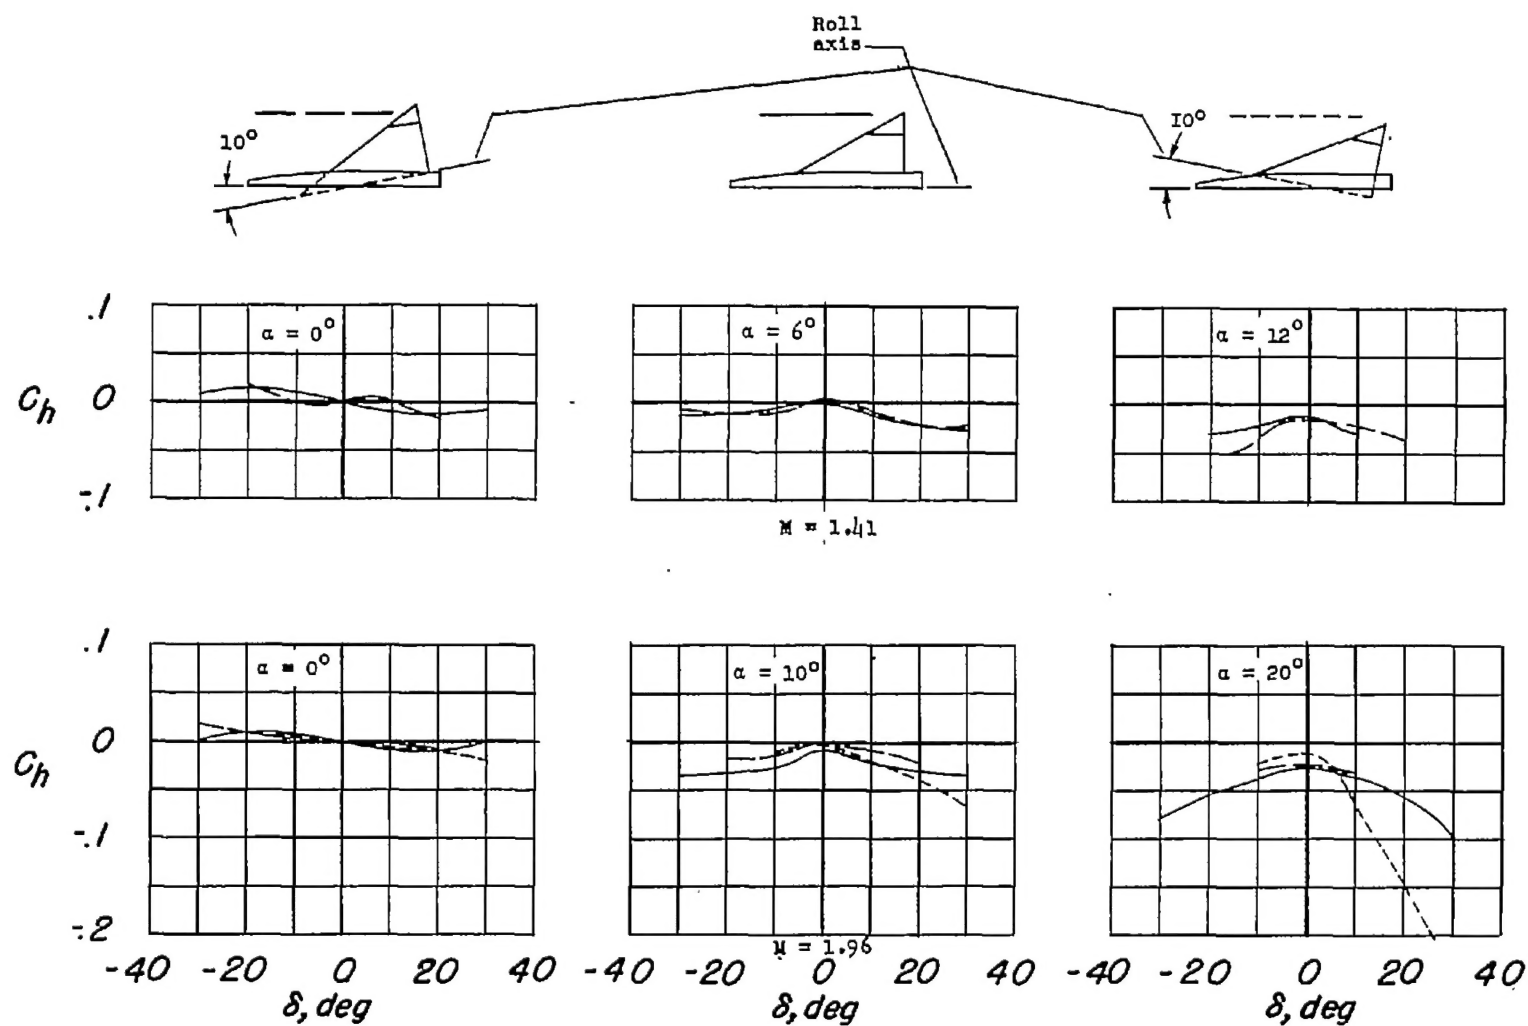 Roll
axis
10°
10°
.1
α = 0°
α = 6°
α = 12°
Ch 0
-.1
M = 1.41
.1
α = 0°
α = 10°
α = 20°
0
Ch
-.1
-.2
M = 1.96
-40 -20 0 20 40 -40 -20 0 20 40 -40 -20 0 20 40
δ, deg δ, deg δ, deg